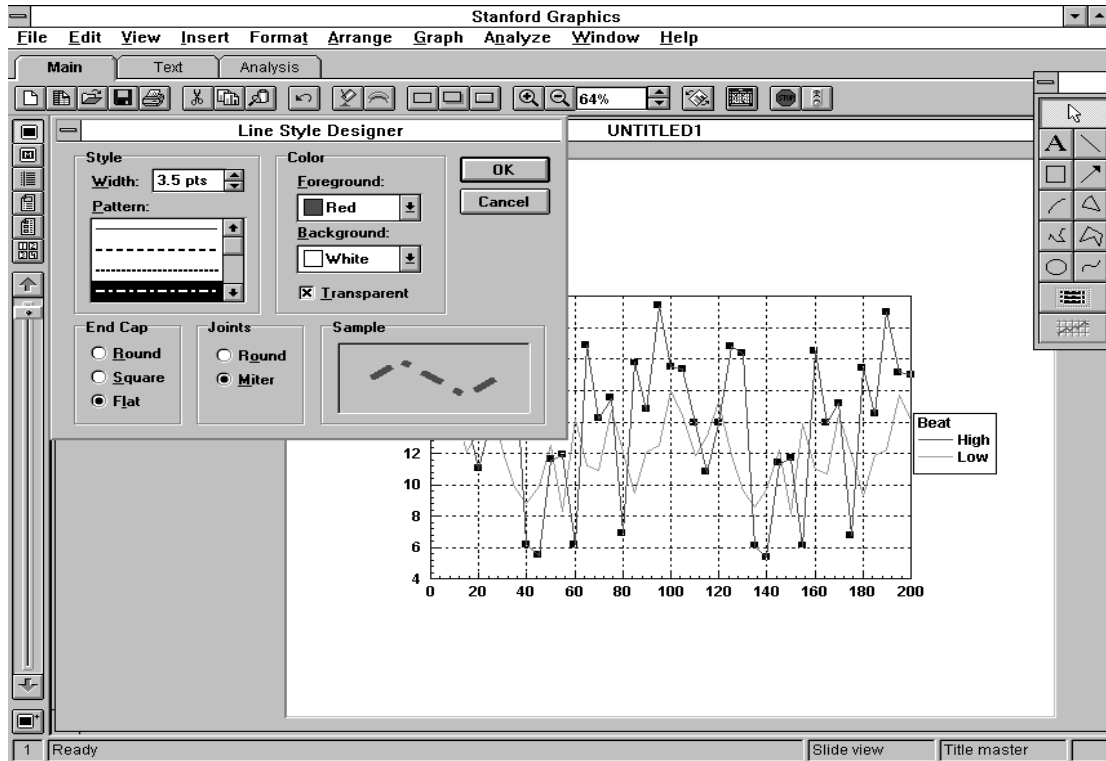 Stanford Graphics
File Edit View Insert Format Arrange Graph Analyze Window Help
Main Text Analysis
64%
STOP
Line Style Designer
UNTITLED1
Style
Width: 3.5 pts
Pattern:
Color
Foreground:
Red
Background:
White
Transparent
OK
Cancel
End Cap
Round
Square
Flat
Joints
Round
Miter
Sample
A
12
10
8
6
4
0 20 40 60 80 100 120 140 160 180 200
Beat
High
Low
1 Ready Slide view Title master